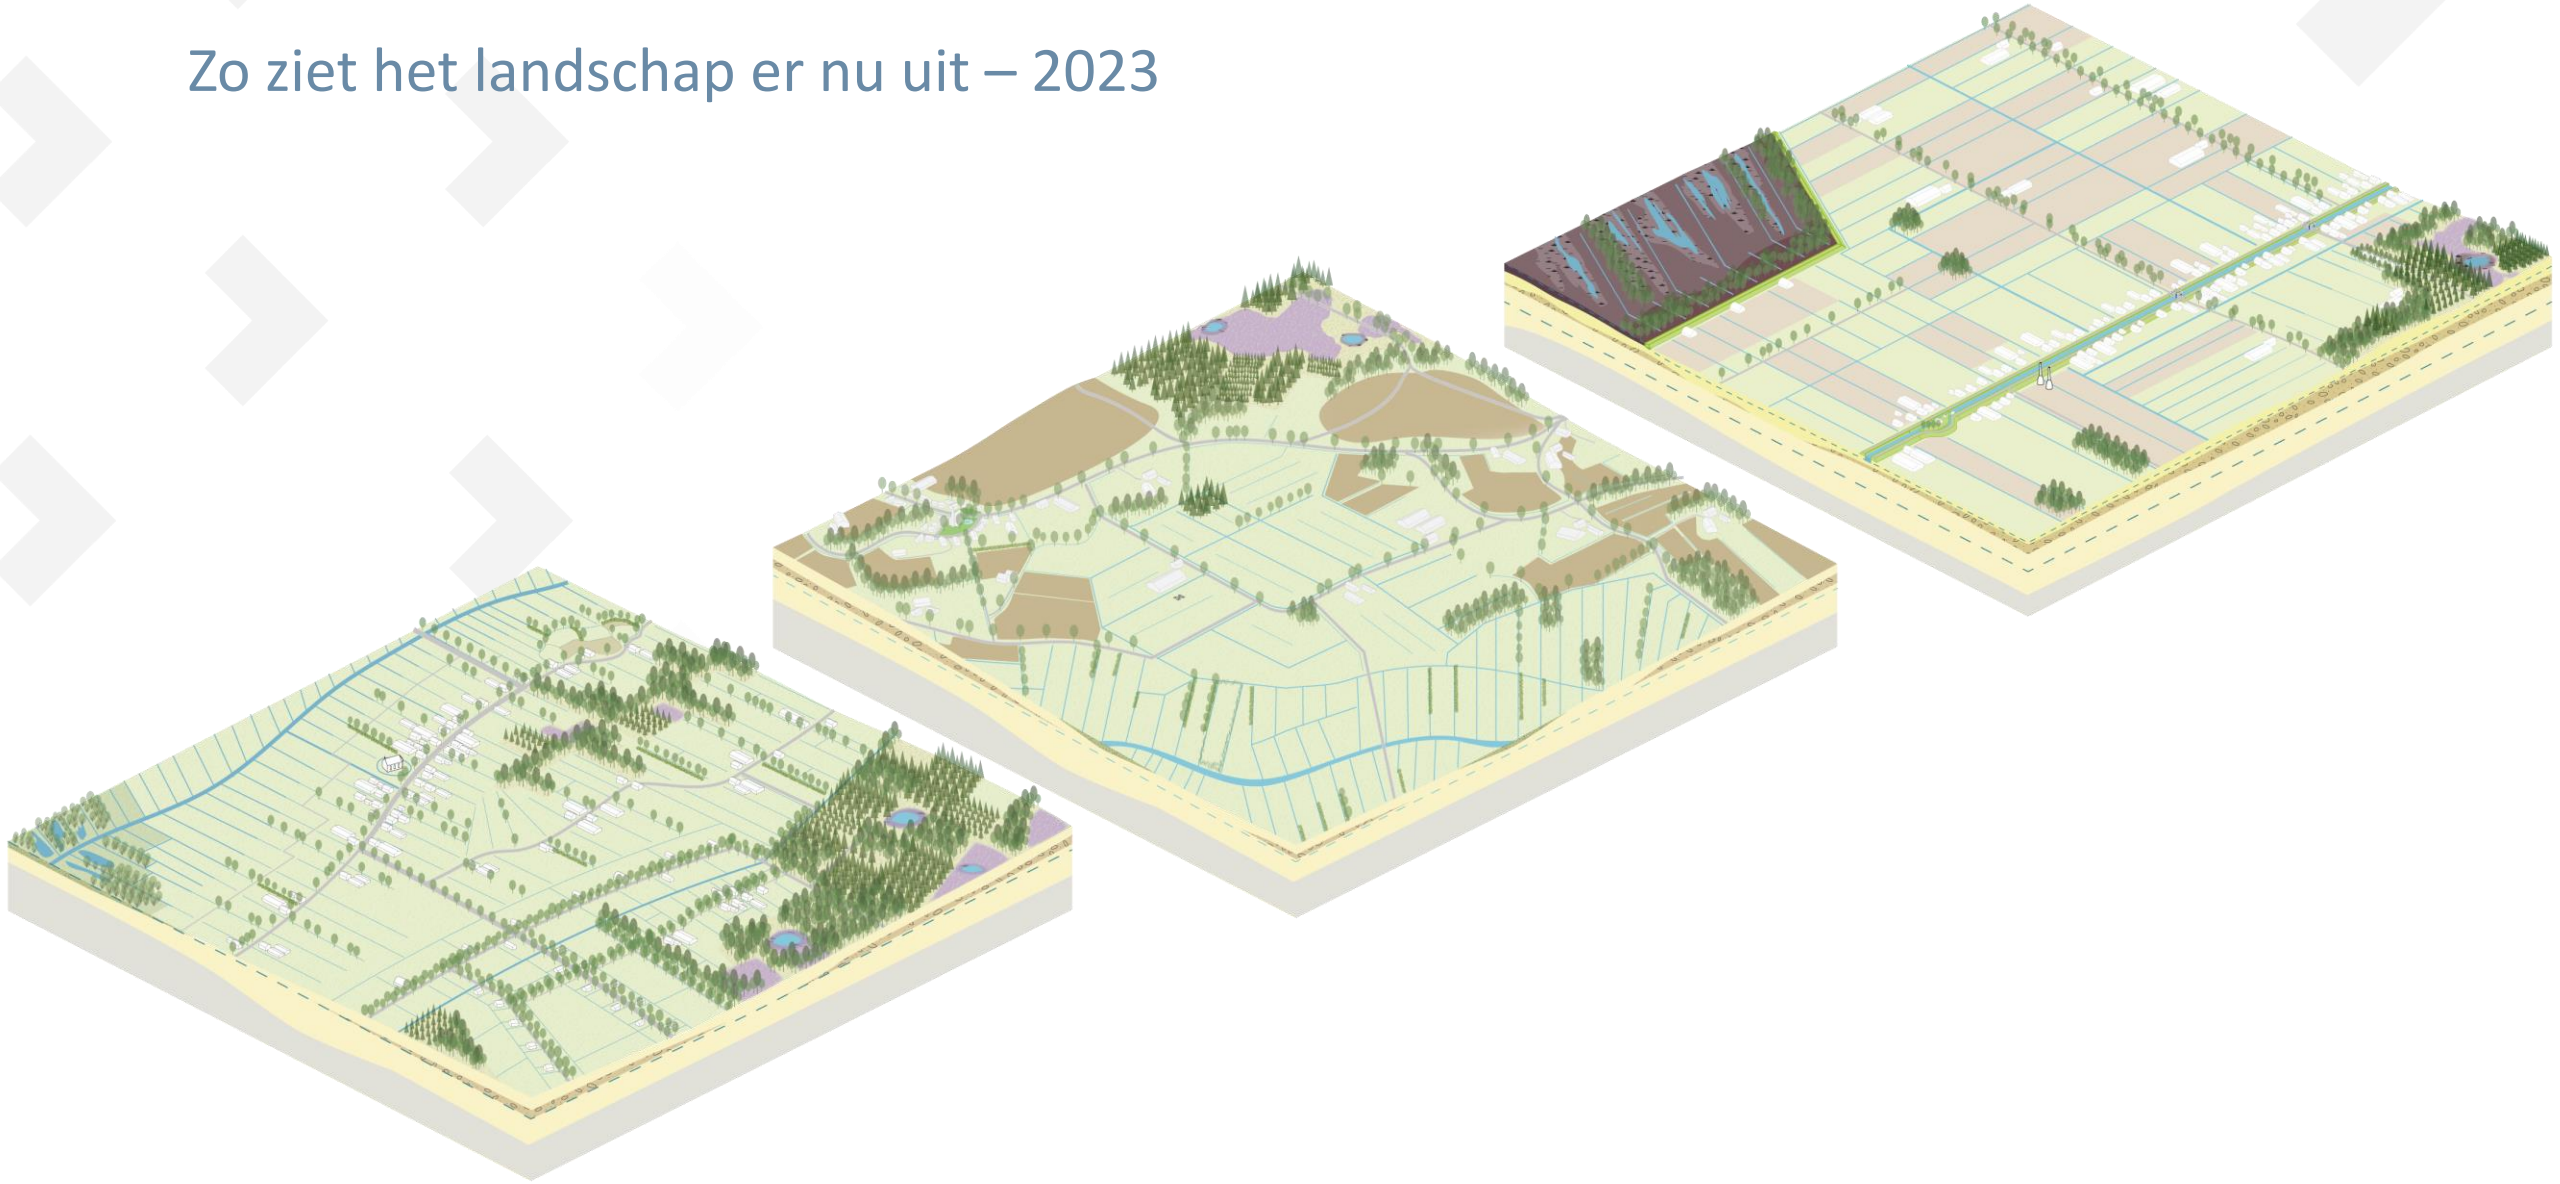 Zo ziet het landschap er nu uit – 2023